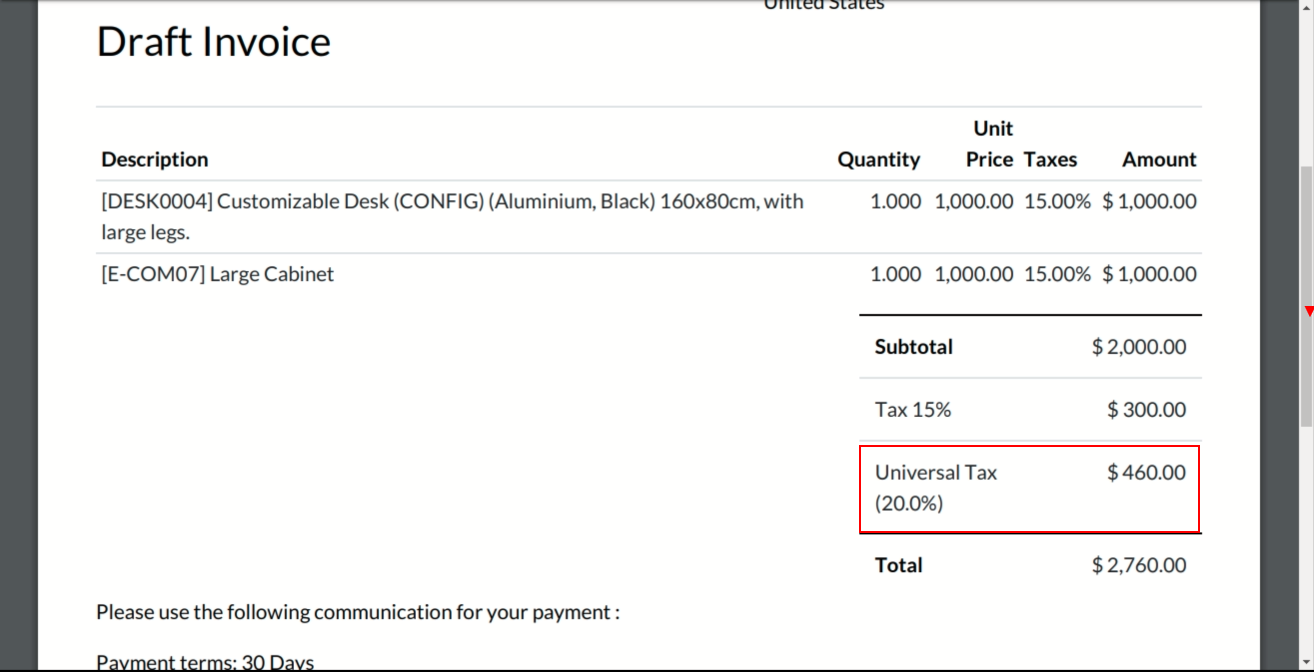 United States
Draft Invoice
Unit
Description Quantity Price Taxes Amount
[DESK0004] Customizable Desk (CONFIG) (Aluminium, Black) 160x80cm, with 1.000 1,000.00 15.00% $ 1,000.00
large legs.
[E-COM07] Large Cabinet 1.000 1,000.00 15.00% $ 1,000.00
Subtotal $ 2,000.00
Tax 15% $ 300.00
Universal Tax $ 460.00
(20.0%)
Total $ 2,760.00
Please use the following communication for your payment :
Payment terms: 30 Days